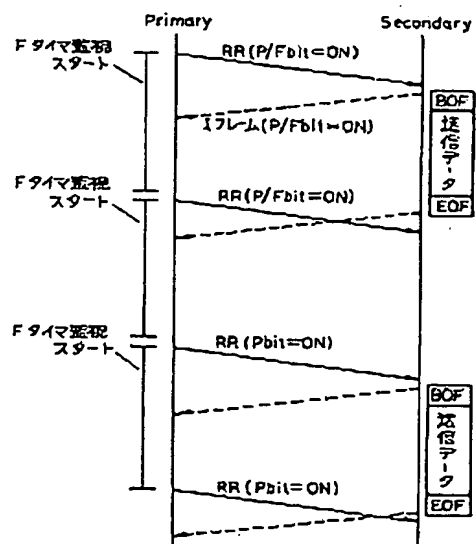 Primary
Secondary
Fタイマ監視
スタート
RR(P/Fbit=ON)
BOF
送信データ
EOF
Iフレーム(P/Fbit=ON)
Fタイマ監視
スタート
RR(P/Fbit=ON)
Fタイマ監視
スタート
RR(Pbit=ON)
BOF
送信データ
EOF
RR(Pbit=ON)